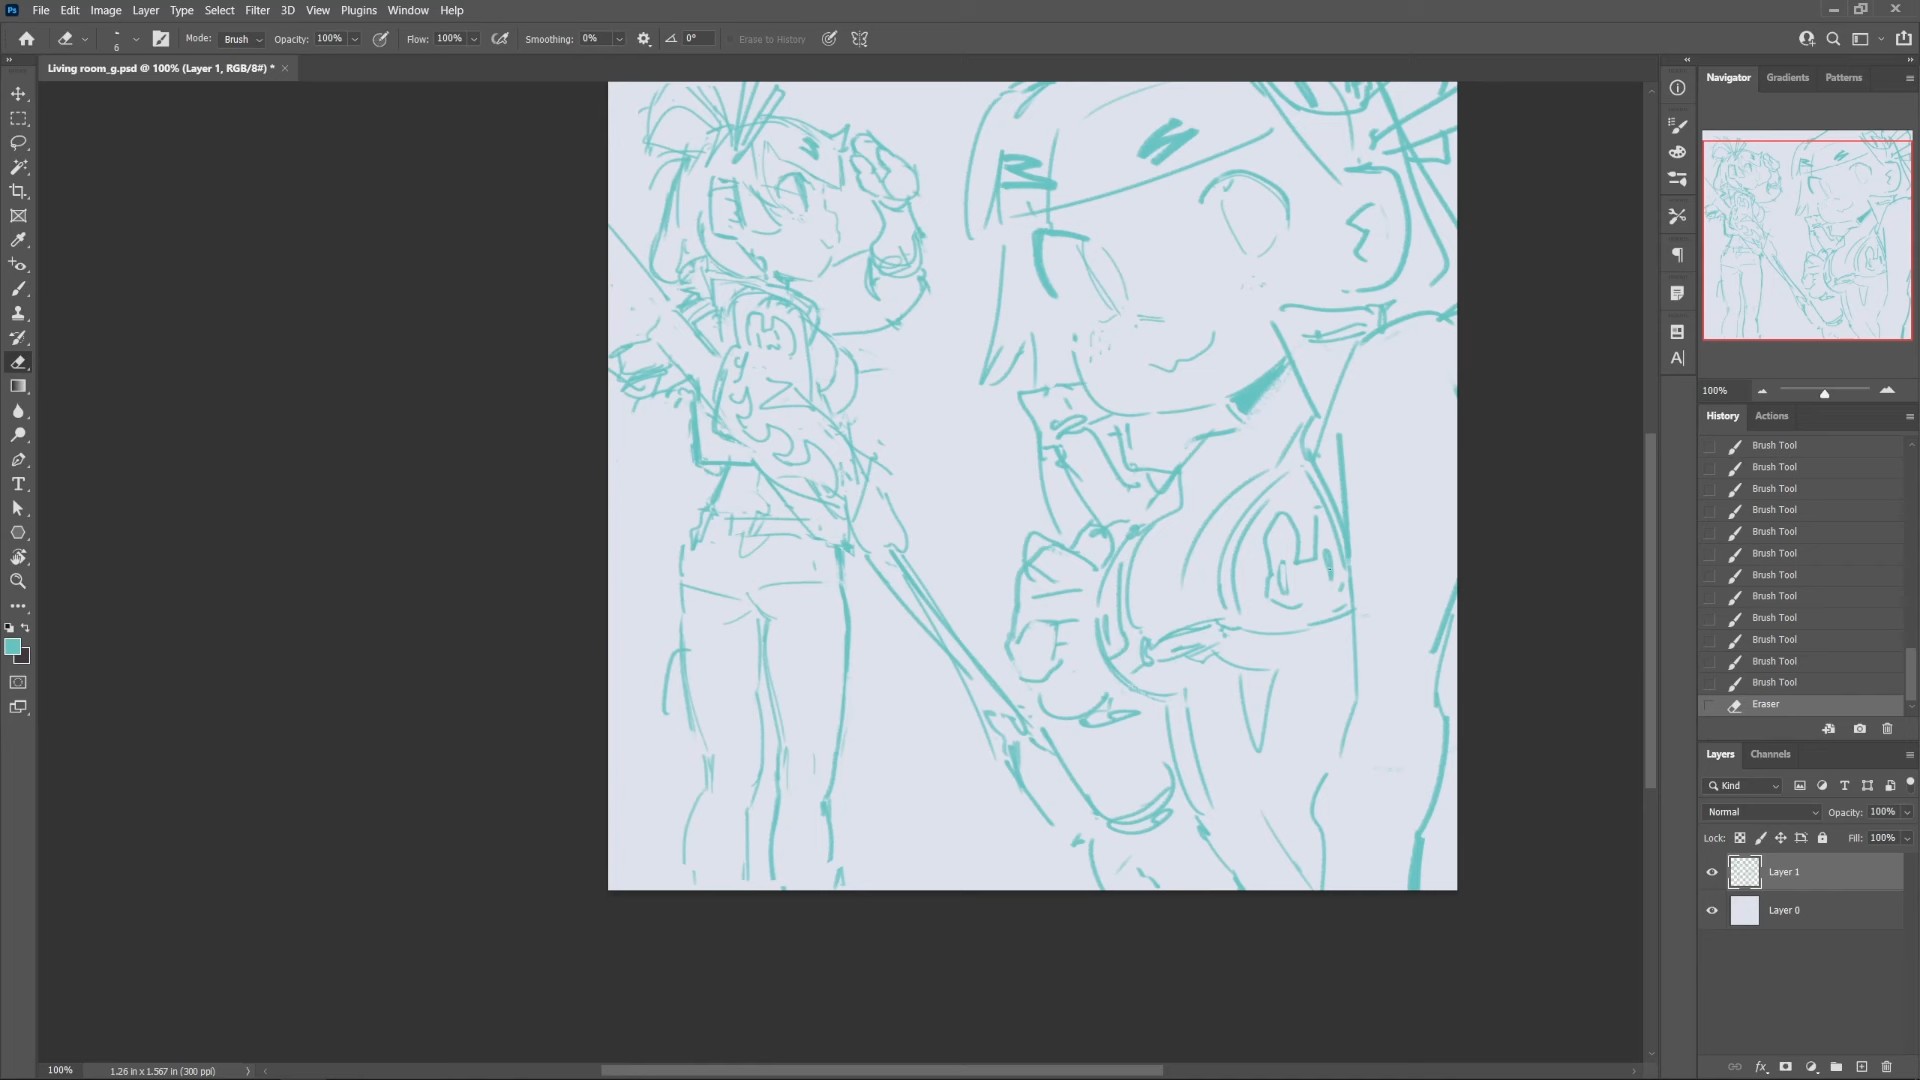 Ps File Edit Image Layer Type Select Filter 3D View Plugins Window Help
6 Mode: Brush Opacity: 100% Flow: 100% Smoothing: 0% 0° Erase to History
Living room_g.psd @ 100% (Layer 1, RGB/8#) *
Navigator Gradients Patterns
100%
History Actions
Brush Tool
Brush Tool
Brush Tool
Brush Tool
Brush Tool
Brush Tool
Brush Tool
Brush Tool
Brush Tool
Brush Tool
Brush Tool
Brush Tool
Eraser
Layers Channels
Kind
Normal Opacity: 100%
Lock: Fill: 100%
Layer 1
Layer 0
100% 1.26 in x 1.567 in (300 ppi)